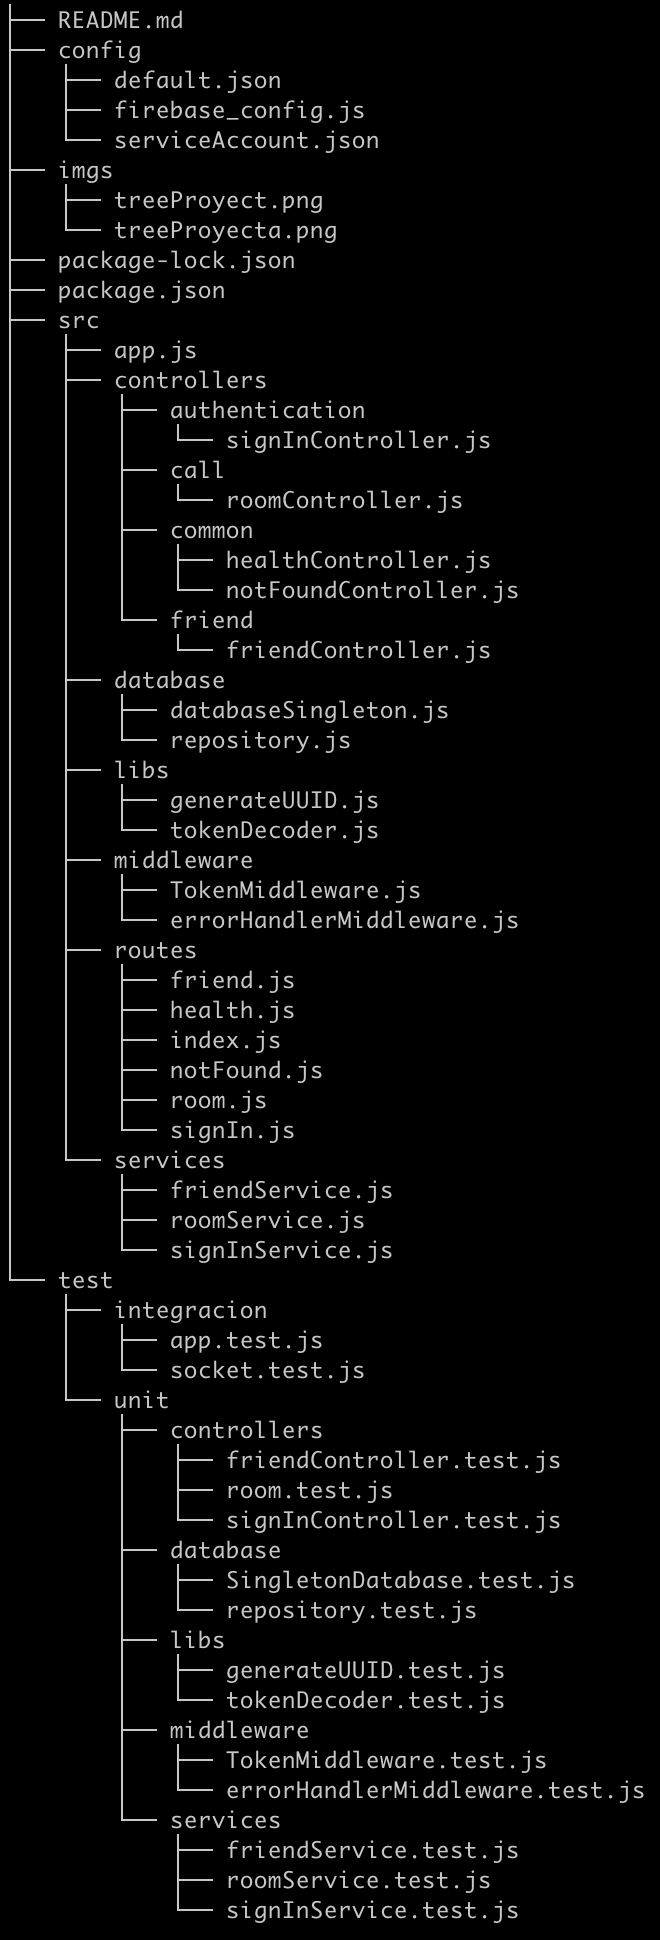 README.md
config
default.json
firebase_config.js
serviceAccount.json
imgs
treeProyect.png
treeProyecta.png
package-lock.json
package.json
src
app.js
controllers
authentication
signInController.js
call
roomController.js
common
healthController.js
notFoundController.js
friend
friendController.js
database
databaseSingleton.js
repository.js
libs
generateUUID.js
tokenDecoder.js
middleware
TokenMiddleware.js
errorHandlerMiddleware.js
routes
friend.js
health.js
index.js
notFound.js
room.js
signIn.js
services
friendService.js
roomService.js
signInService.js
test
integracion
app.test.js
socket.test.js
unit
controllers
friendController.test.js
room.test.js
signInController.test.js
database
SingletonDatabase.test.js
repository.test.js
libs
generateUUID.test.js
tokenDecoder.test.js
middleware
TokenMiddleware.test.js
errorHandlerMiddleware.test.js
services
friendService.test.js
roomService.test.js
signInService.test.js